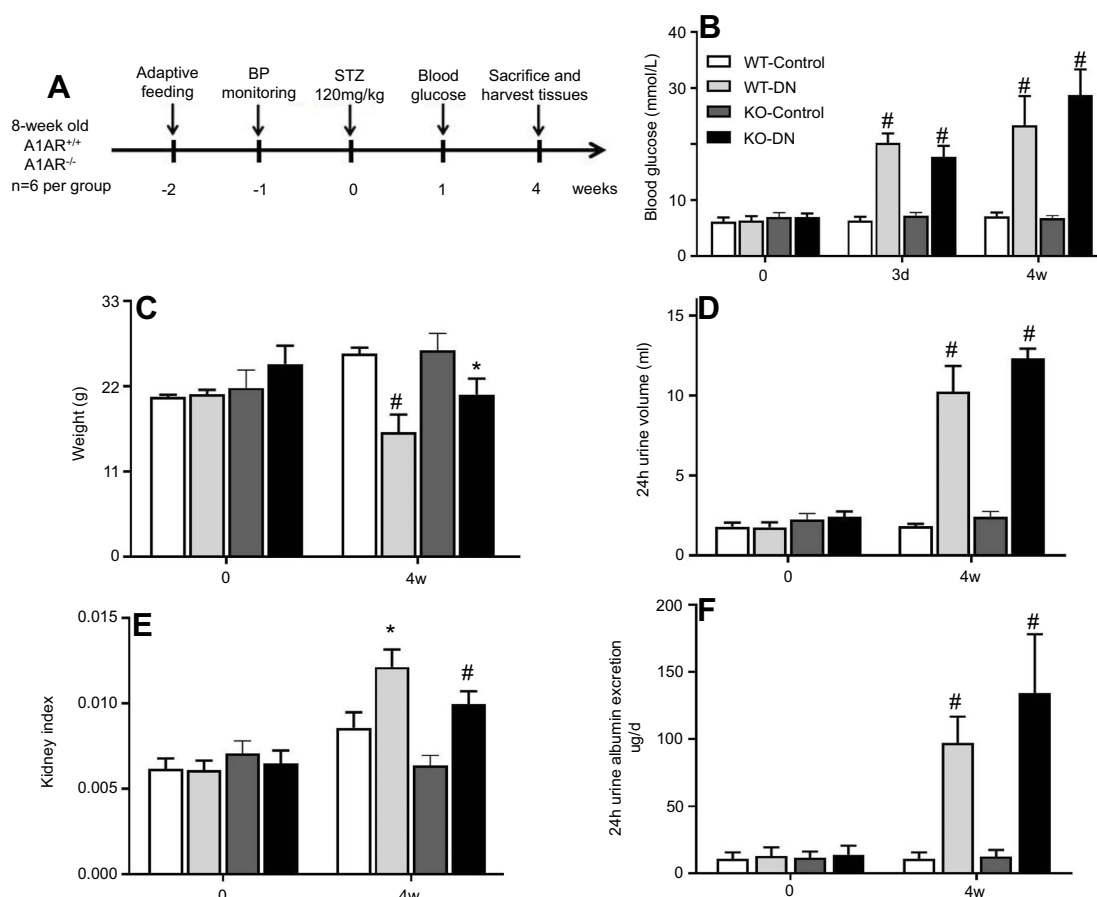 A
Adaptive feeding
BP monitoring
STZ 120mg/kg
Blood glucose
Sacrifice and harvest tissues
8-week old
A1AR+/+
A1AR-/-
n=6 per group
-2 -1 0 1 4 weeks
B
Blood glucose (mmol/L)
40
30
20
10
0
WT-Control
WT-DN
KO-Control
KO-DN
# # # #
0 3d 4w
C
Weight (g)
33
22
11
0
# *
0 4w
D
24h urine volume (ml)
15
10
5
0
# #
0 4w
E
Kidney index
0.015
0.010
0.005
0.000
* #
0 4w
F
24h urine albumin excretion
ug/d
200
150
100
50
0
# #
0 4w